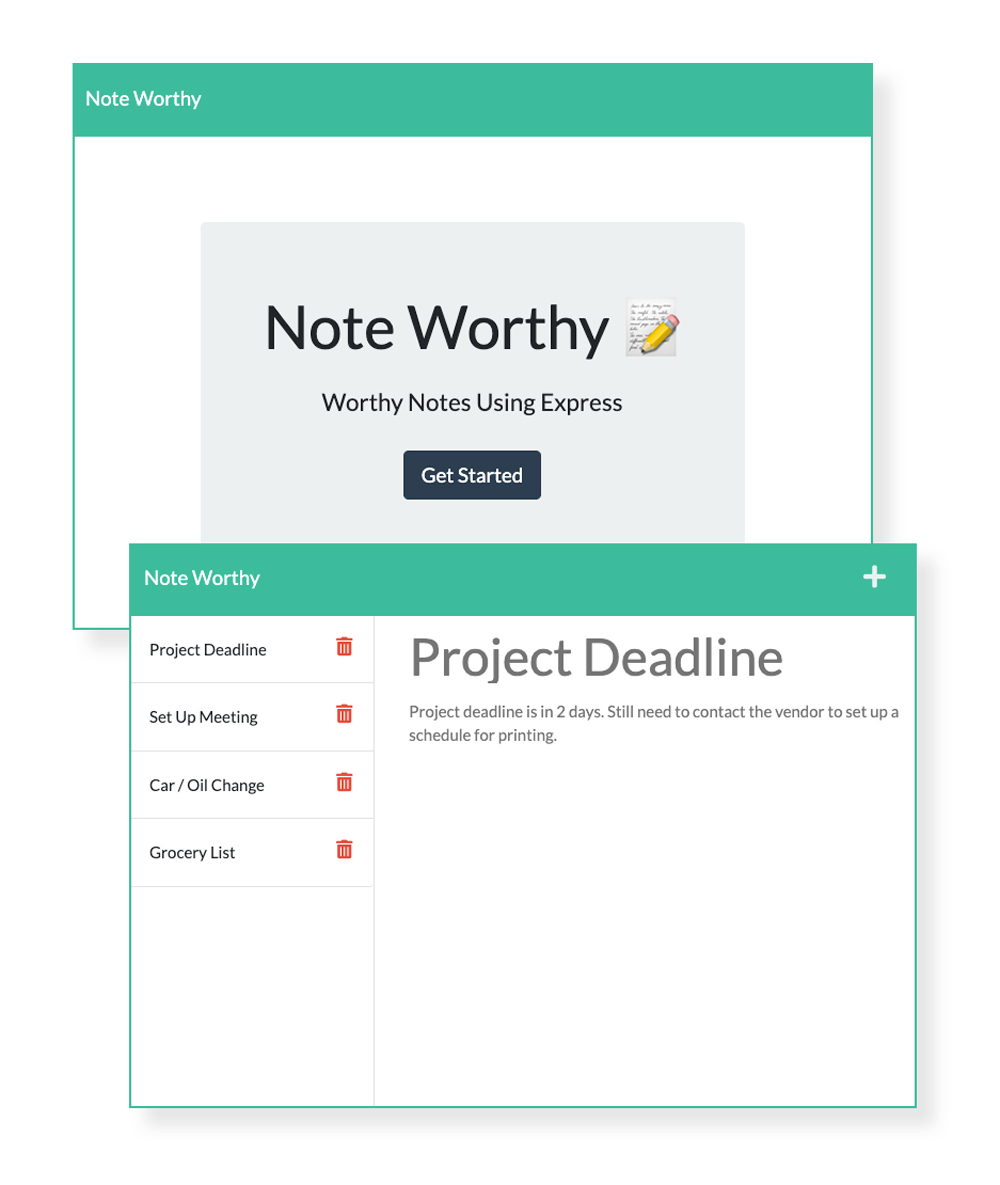 Note Worthy
Note Worthy
Worthy Notes Using Express
Get Started
Note Worthy
Project Deadline
Set Up Meeting
Car / Oil Change
Grocery List
Project Deadline
Project deadline is in 2 days. Still need to contact the vendor to set up a
schedule for printing.